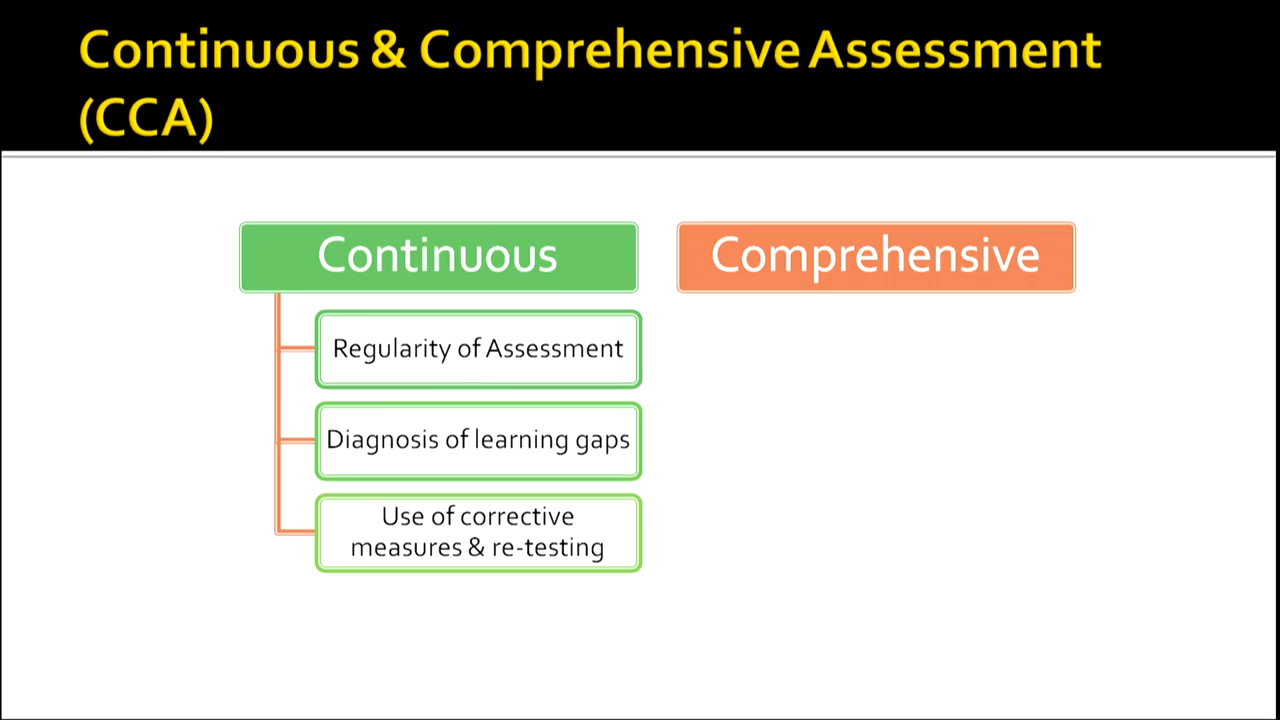 Continuous & Comprehensive Assessment
(CCA)
Continuous
Comprehensive
Regularity of Assessment
Diagnosis of learning gaps
Use of corrective
measures & re-testing